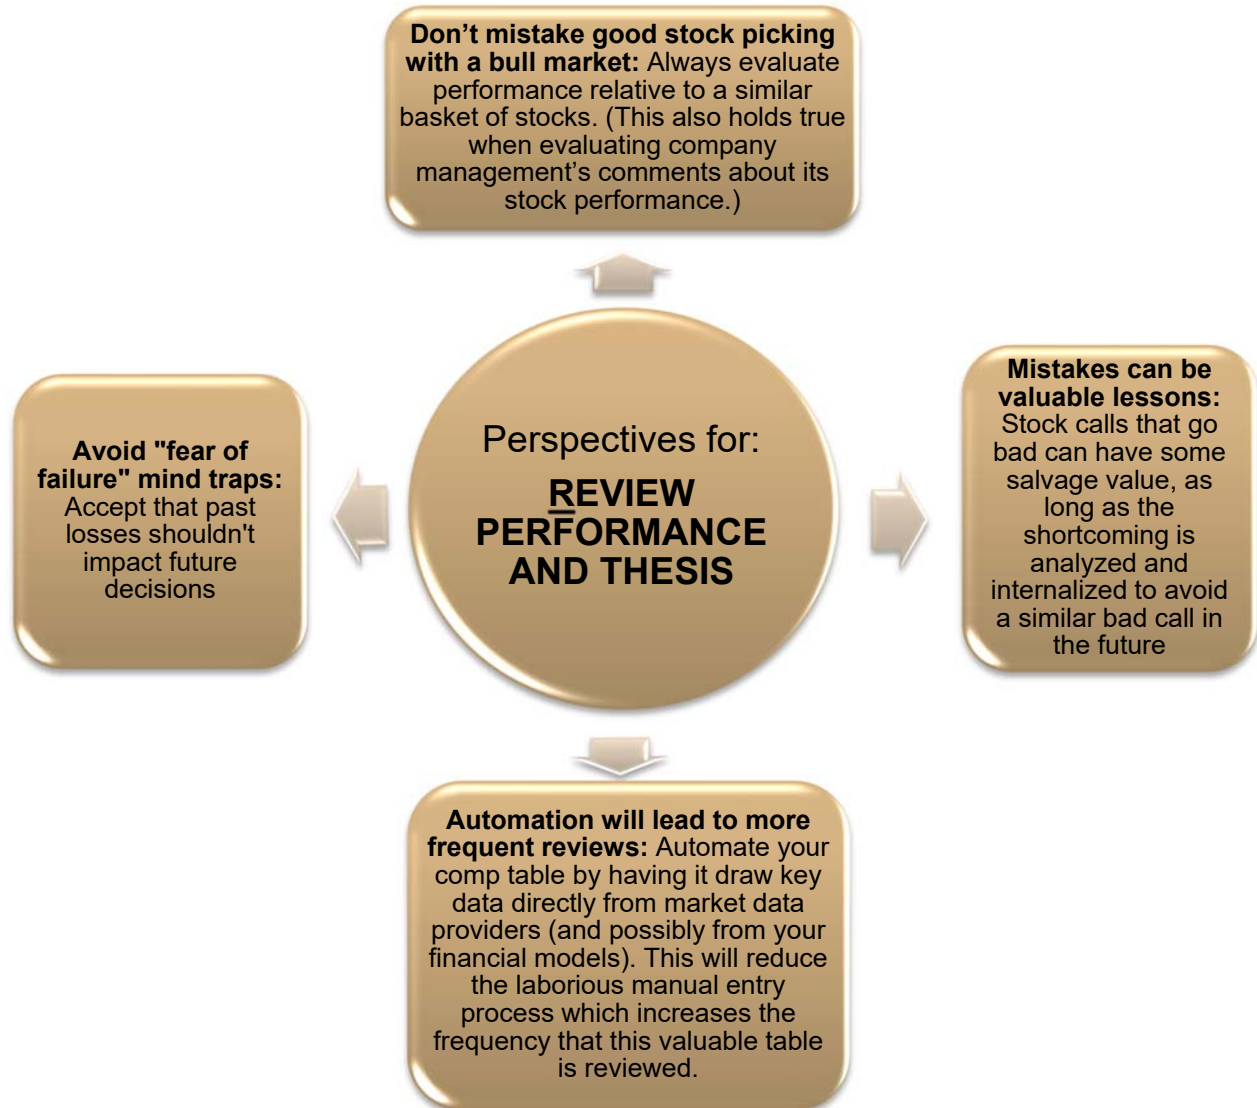 Don’t mistake good stock picking
with a bull market: Always evaluate
performance relative to a similar
basket of stocks. (This also holds true
when evaluating company
management’s comments about its
stock performance.)
Avoid "fear of
failure" mind traps:
Accept that past
losses shouldn't
impact future
decisions
Perspectives for:
REVIEW
PERFORMANCE
AND THESIS
Mistakes can be
valuable lessons:
Stock calls that go
bad can have some
salvage value, as
long as the
shortcoming is
analyzed and
internalized to avoid
a similar bad call in
the future
Automation will lead to more
frequent reviews: Automate your
comp table by having it draw key
data directly from market data
providers (and possibly from your
financial models). This will reduce
the laborious manual entry
process which increases the
frequency that this valuable table
is reviewed.